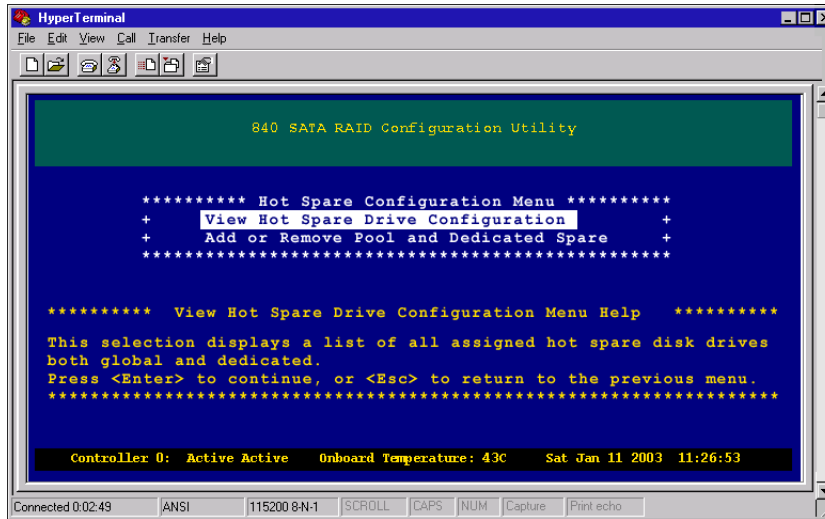 HyperTerminal
File Edit View Call Transfer Help
840 SATA RAID Configuration Utility
********** Hot Spare Configuration Menu **********
+ View Hot Spare Drive Configuration +
+ Add or Remove Pool and Dedicated Spare +
***************************************************
********** View Hot Spare Drive Configuration Menu Help **********
This selection displays a list of all assigned hot spare disk drives
both global and dedicated.
Press <Enter> to continue, or <Esc> to return to the previous menu.
**********************************************************************
Controller 0: Active Active Onboard Temperature: 43C Sat Jan 11 2003 11:26:53
Connected 0:02:49 ANSI 115200 8-N-1 SCROLL CAPS NUM Capture Print echo